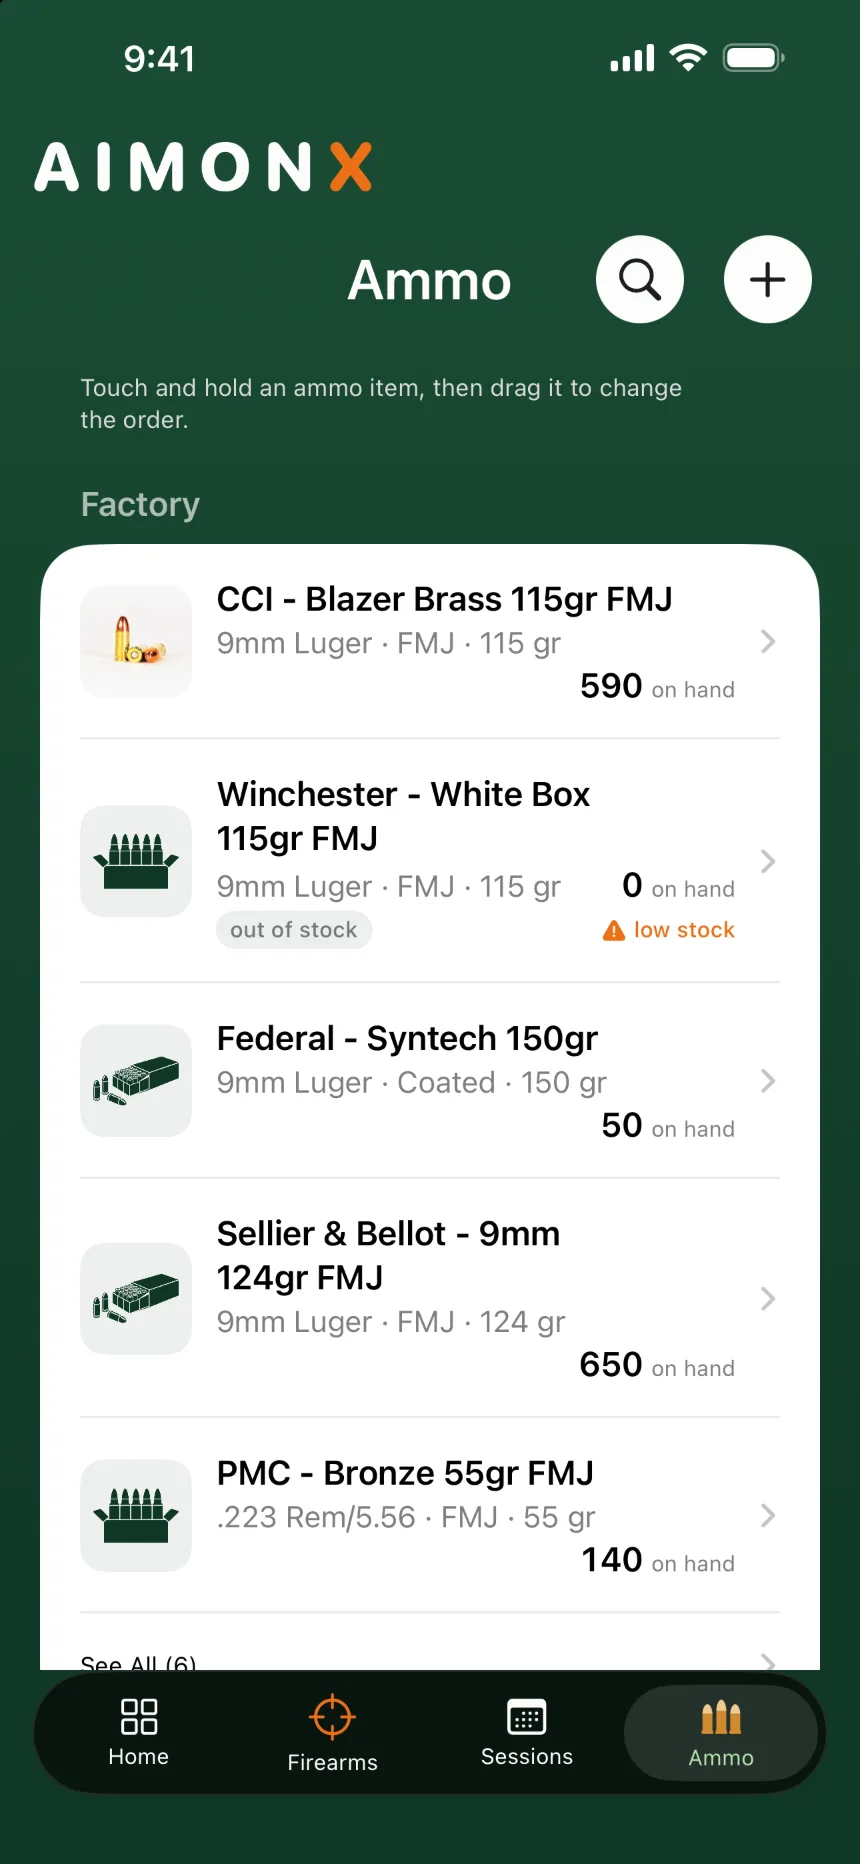 9:41
AIMONX
Ammo
Touch and hold an ammo item, then drag it to change
the order.
Factory
CCI - Blazer Brass 115gr FMJ
9mm Luger · FMJ · 115 gr
590 on hand
Winchester - White Box
115gr FMJ
9mm Luger · FMJ · 115 gr
0 on hand
out of stock
low stock
Federal - Syntech 150gr
9mm Luger · Coated · 150 gr
50 on hand
Sellier & Bellot - 9mm
124gr FMJ
9mm Luger · FMJ · 124 gr
650 on hand
PMC - Bronze 55gr FMJ
.223 Rem/5.56 · FMJ · 55 gr
140 on hand
See All (6)
Home
Firearms
Sessions
Ammo